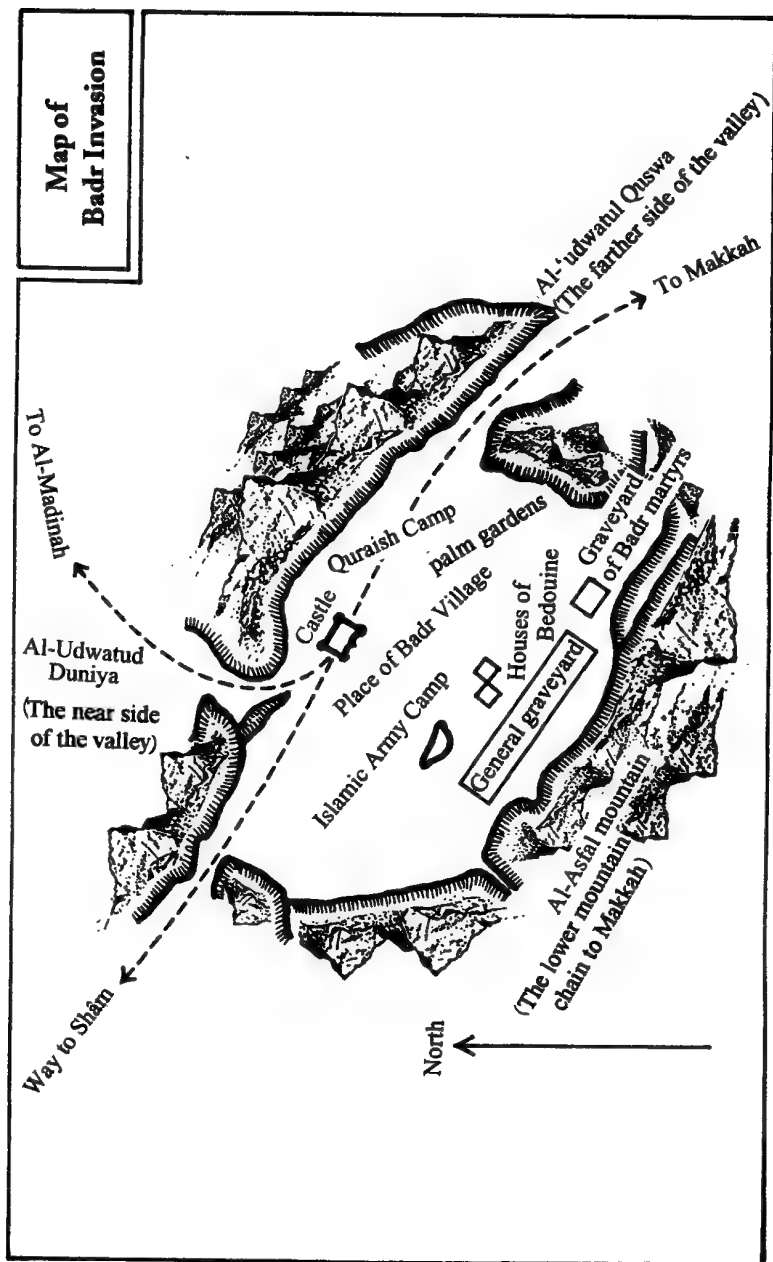 Map of
Badr Invasion
To Al-Madinah
Al-Udwatud
Duniya
(The near side
of the valley)
Way to Shâm
Castle
Quraish Camp
palm gardens
Place of Badr Village
Islamic Army Camp
Houses of
Bedouine
General graveyard
Graveyard
of Badr martyrs
Al-'udwatul Quswa
(The farther side of the valley)
To Makkah
Al-Asfal mountain
(The lower mountain
chain to Makkah)
North